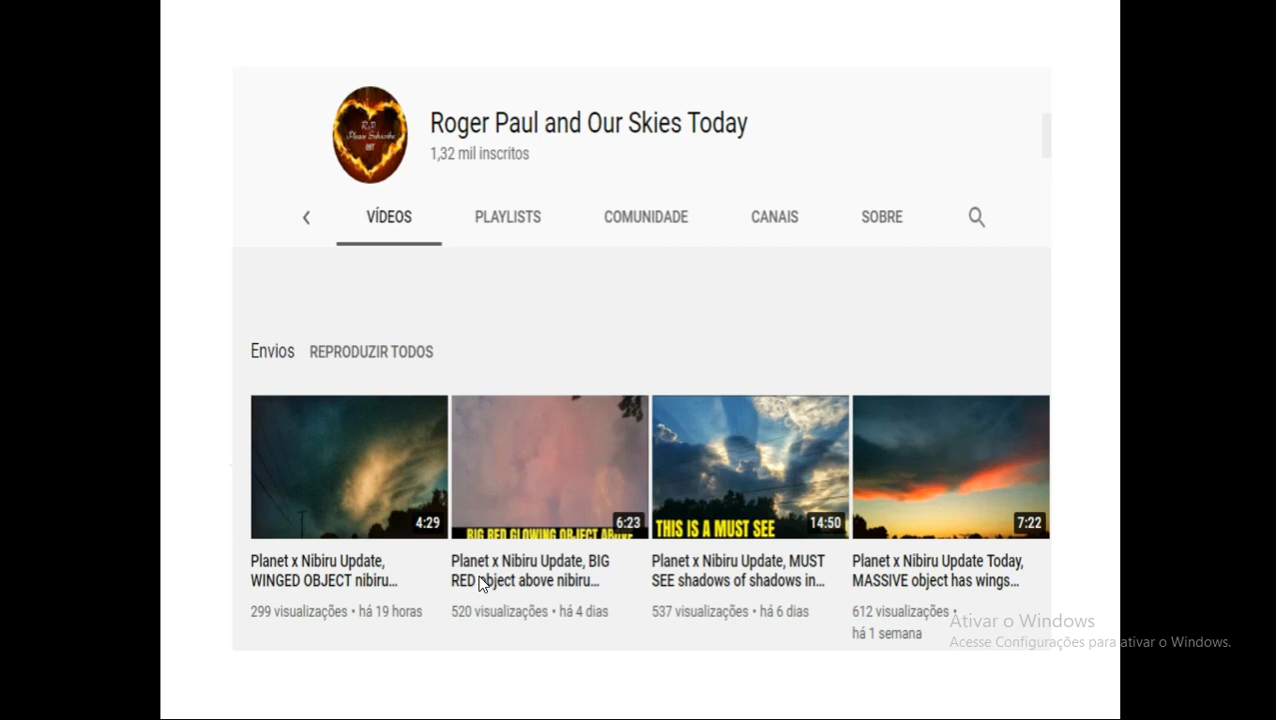 R.P.
Please Subscribe
Roger Paul and Our Skies Today
1,32 mil inscritos
VÍDEOS PLAYLISTS COMUNIDADE CANAIS SOBRE
Envios REPRODUZIR TODOS
4:29
BIG RED GLOWING OBJECT ABOVE
6:23
THIS IS A MUST SEE
14:50
7:22
Planet x Nibiru Update,
WINGED OBJECT nibiru...
299 visualizações • há 19 horas
Planet x Nibiru Update, BIG
RED object above nibiru...
520 visualizações • há 4 dias
Planet x Nibiru Update, MUST
SEE shadows of shadows in...
537 visualizações • há 6 dias
Planet x Nibiru Update Today,
MASSIVE object has wings...
612 visualizações •
há 1 semana
Ativar o Windows
Acesse Configurações para ativar o Windows.